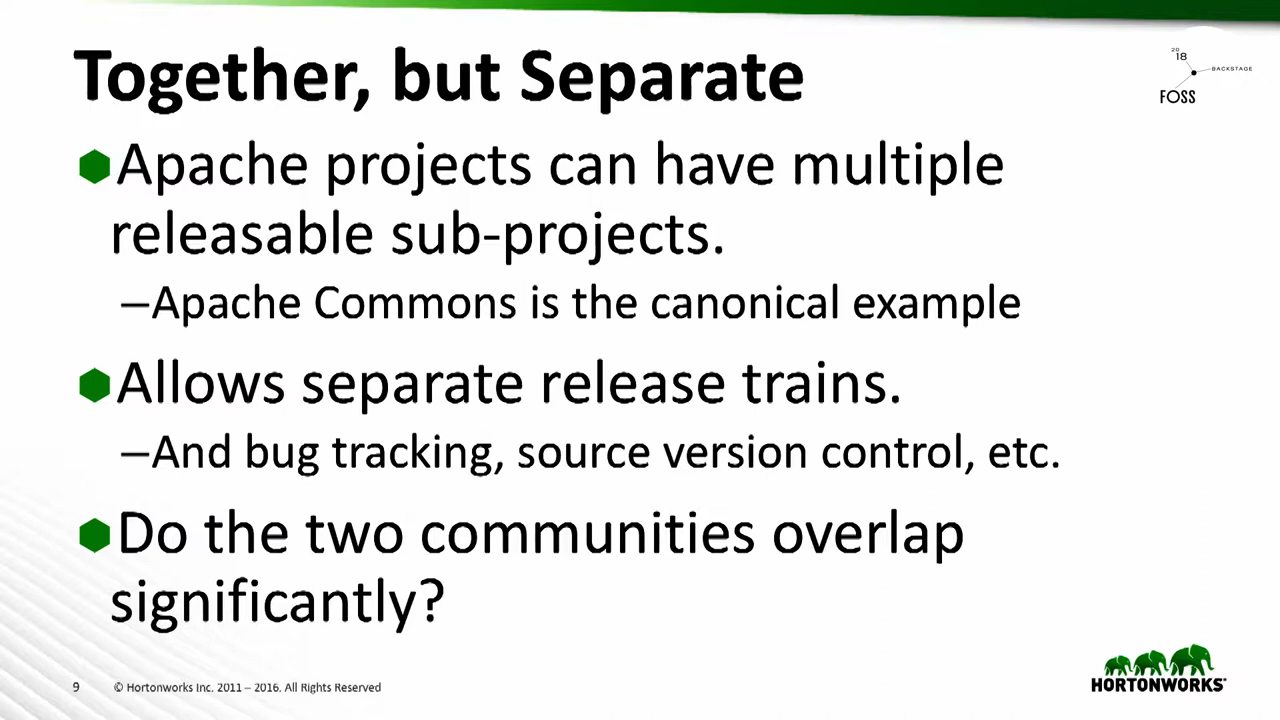 Together, but Separate
20
18
BACKSTAGE
FOSS
Apache projects can have multiple
releasable sub-projects.
–Apache Commons is the canonical example
Allows separate release trains.
–And bug tracking, source version control, etc.
Do the two communities overlap
significantly?
9 © Hortonworks Inc. 2011 – 2016. All Rights Reserved
HORTONWORKS